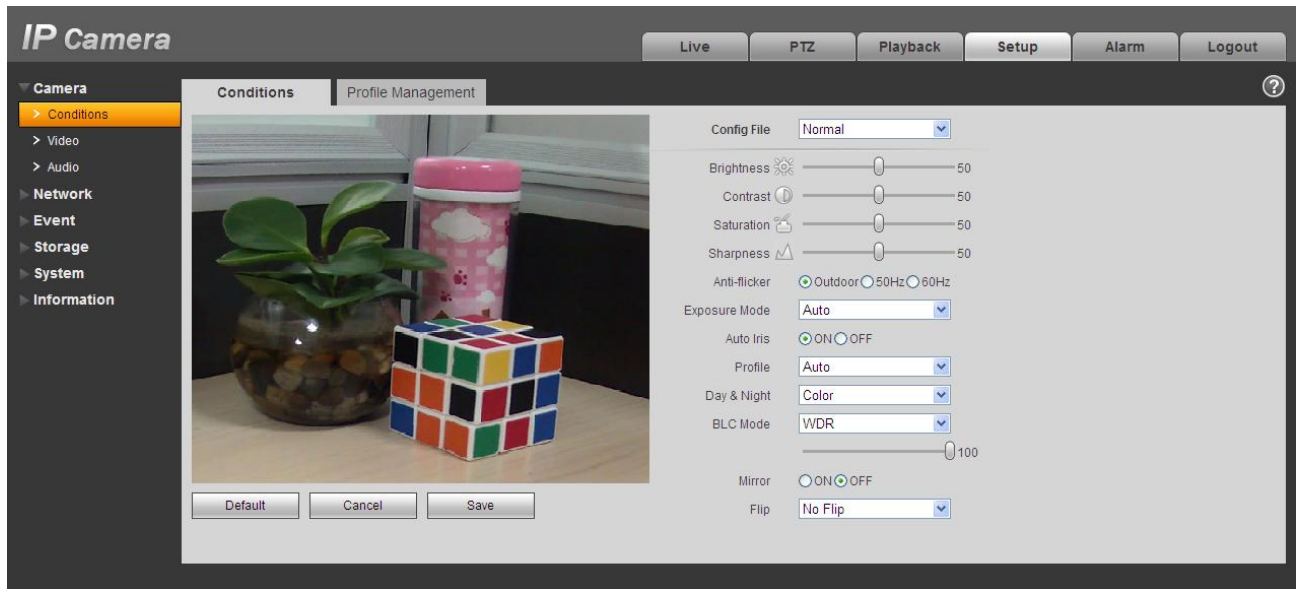 IP Camera
Live PTZ Playback Setup Alarm Logout
Camera
Conditions
Video
Audio
Network
Event
Storage
System
Information
Conditions Profile Management ?
Config File Normal
Brightness 50
Contrast 50
Saturation 50
Sharpness 50
Anti-flicker Outdoor 50Hz 60Hz
Exposure Mode Auto
Auto Iris ON OFF
Profile Auto
Day & Night Color
BLC Mode WDR
100
Mirror ON OFF
Flip No Flip
Default Cancel Save